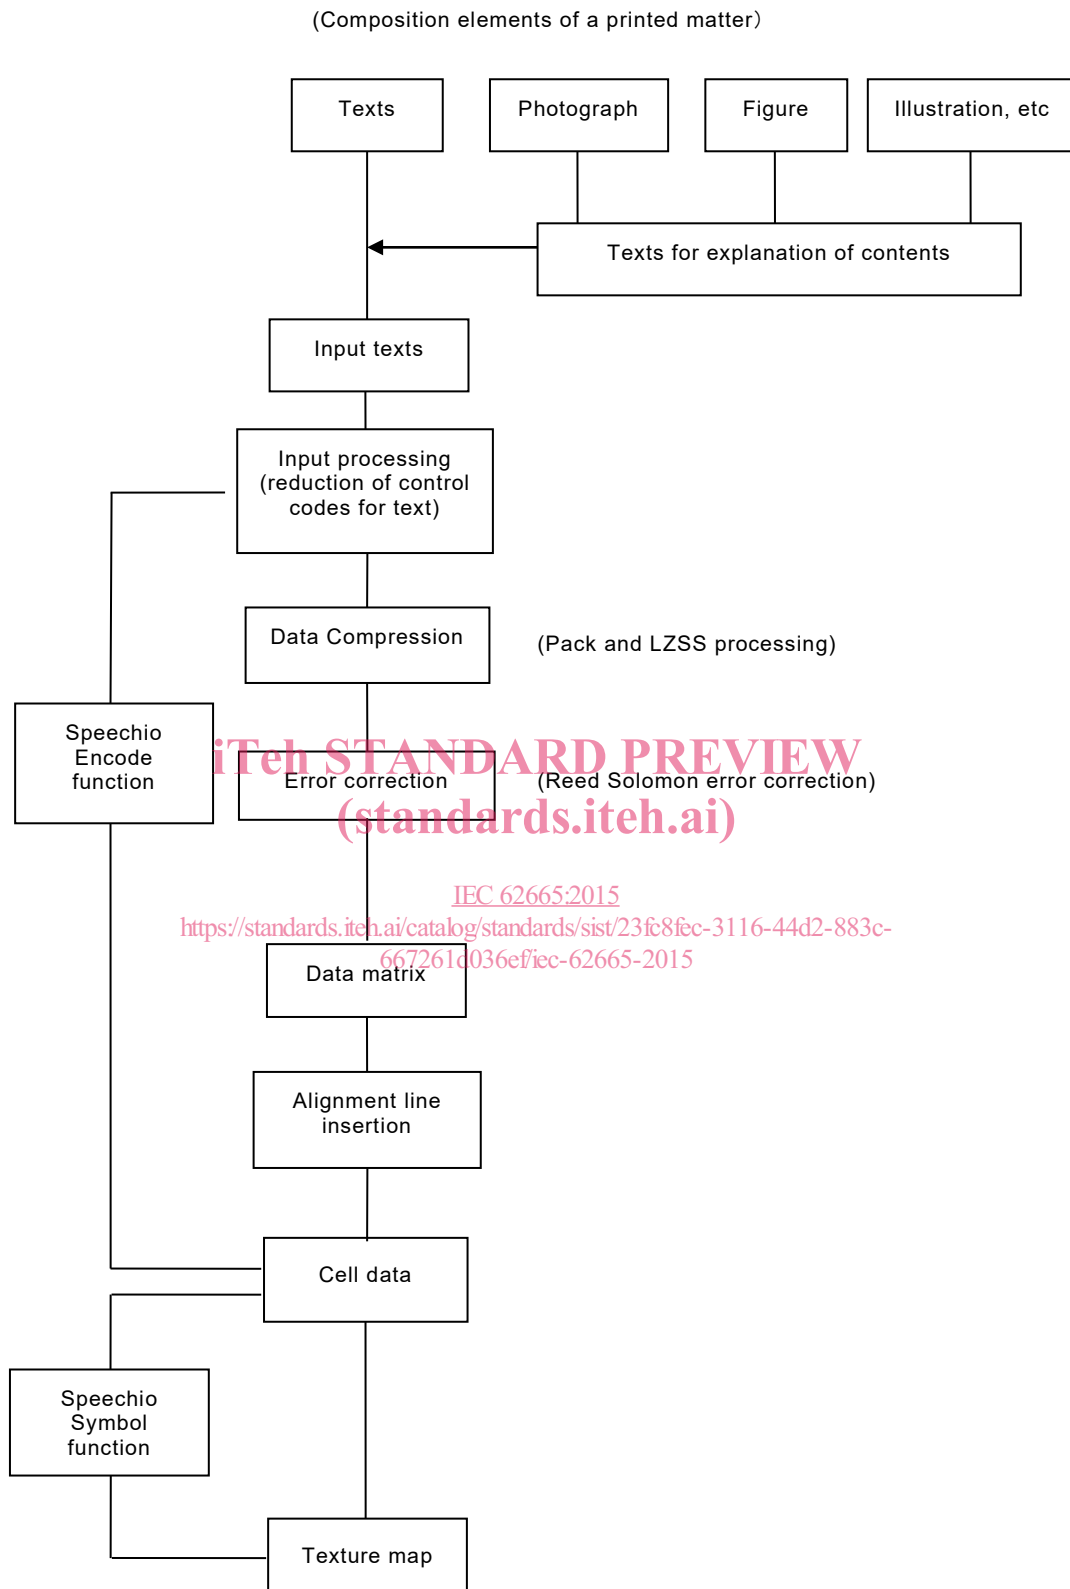 (Composition elements of a printed matter）
Texts
Photograph
Figure
Illustration, etc
Texts for explanation of contents
Input texts
Input processing
(reduction of control
codes for text)
Data Compression
(Pack and LZSS processing)
Speechio
Encode
function
iTeh STANDARD PREVIEW
Error correction
(Reed Solomon error correction)
(standards.iteh.ai)
IEC 62665:2015
https://standards.iteh.ai/catalog/standards/sist/23fc8fec-3116-44d2-883c-
667261d036ef/iec-62665-2015
Data matrix
Alignment line
insertion
Cell data
Speechio
Symbol
function
Texture map